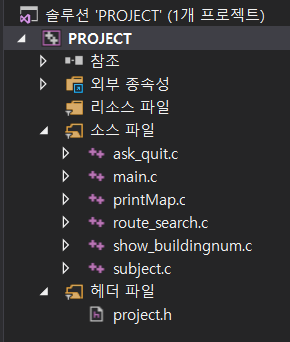 솔루션 'PROJECT' (1개 프로젝트)
PROJECT
참조
외부 종속성
리소스 파일
소스 파일
ask_quit.c
main.c
printMap.c
route_search.c
show_buildingnum.c
subject.c
헤더 파일
project.h